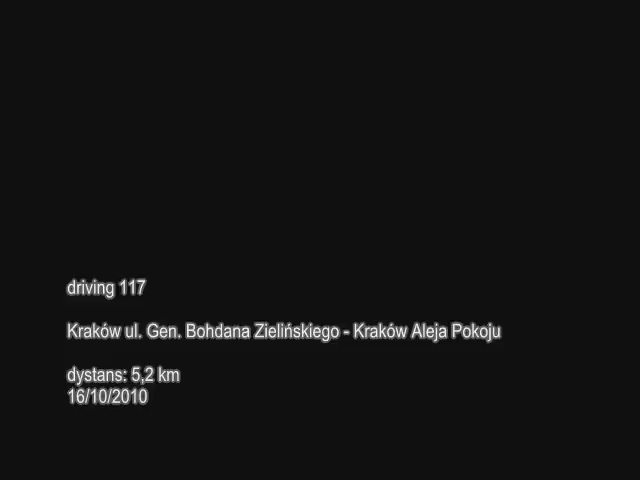 driving 117
Kraków ul. Gen. Bohdana Zielińskiego - Kraków Aleja Pokoju
dystans: 5,2 km
16/10/2010